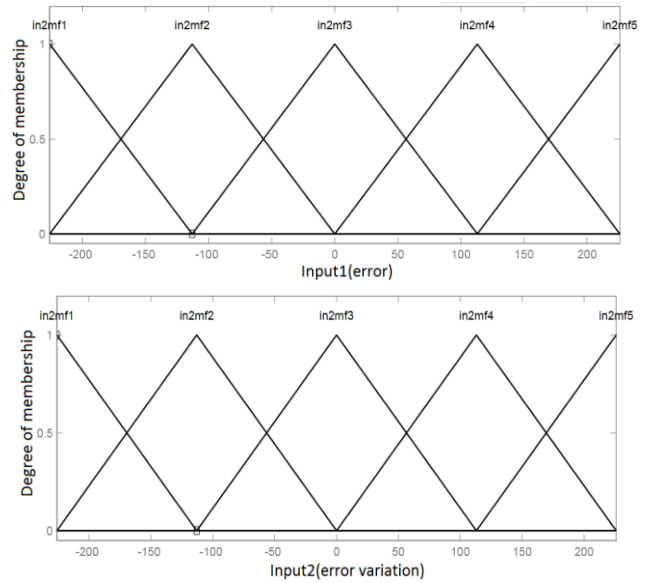 in2mf1 in2mf2 in2mf3 in2mf4 in2mf5
1
0.5
0
Degree of membership
-200 -150 -100 -50 0 50 100 150 200
Input1(error)
in2mf1 in2mf2 in2mf3 in2mf4 in2mf5
1
0.5
0
Degree of membership
-200 -150 -100 -50 0 50 100 150 200
Input2(error variation)